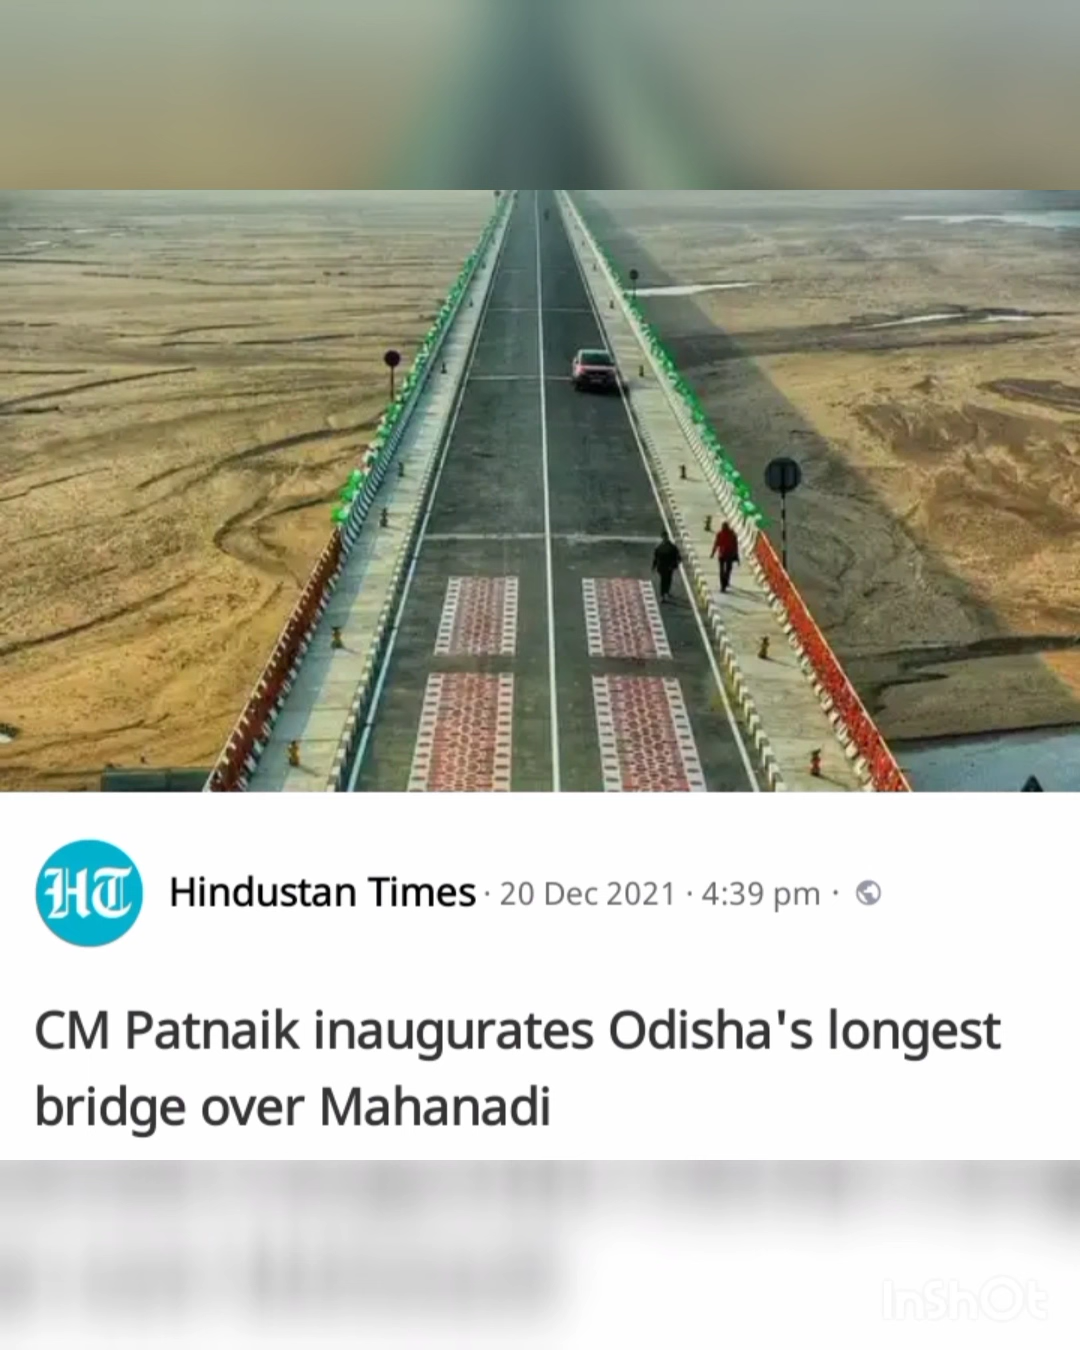 HT
Hindustan Times · 20 Dec 2021 · 4:39 pm ·
CM Patnaik inaugurates Odisha's longest
bridge over Mahanadi
InShOt